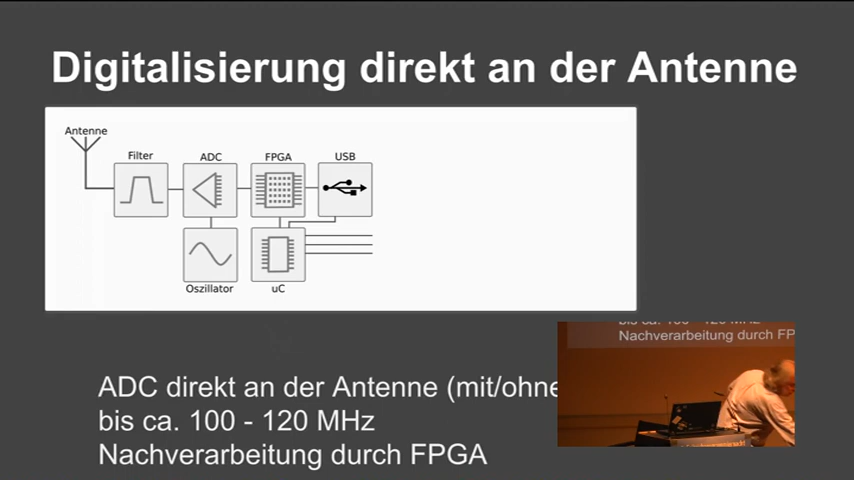 Digitalisierung direkt an der Antenne
Antenne
Filter
ADC
FPGA
USB
Oszillator
uC
ADC direkt an der Antenne (mit/ohne
bis ca. 100 - 120 MHz
Nachverarbeitung durch FPGA
bis ca. 100 - 120 MHz
Nachverarbeitung durch FP